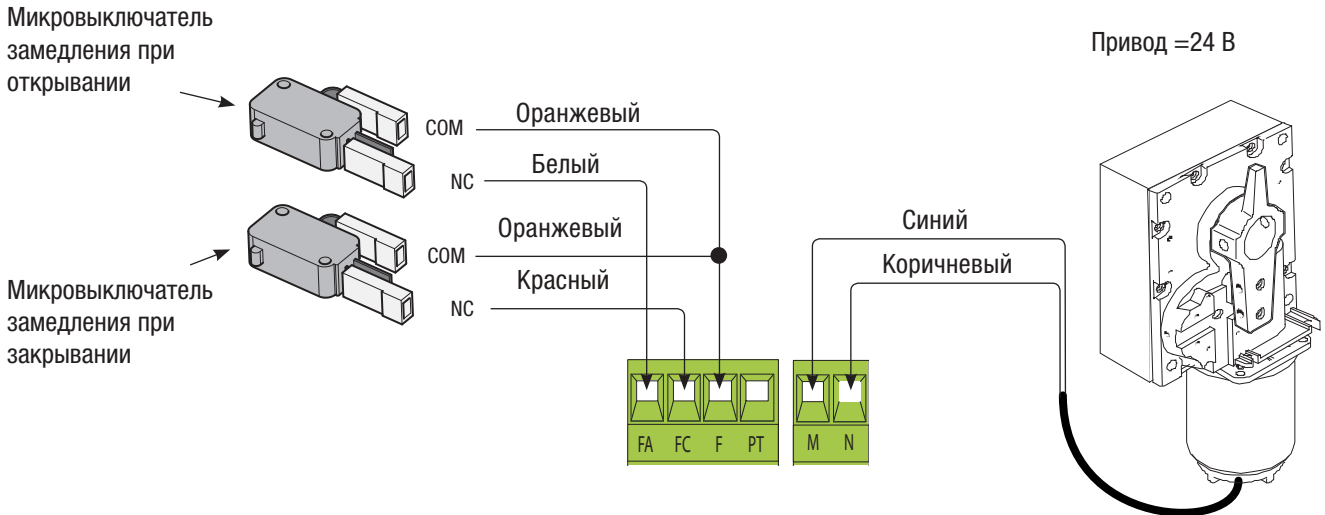 Микровыключатель
замедления при
открывании
Привод =24 В
COM
Оранжевый
NC
Белый
COM
Оранжевый
NC
Красный
Микровыключатель
замедления при
закрывании
Синий
Коричневый
FA FC F PT M N